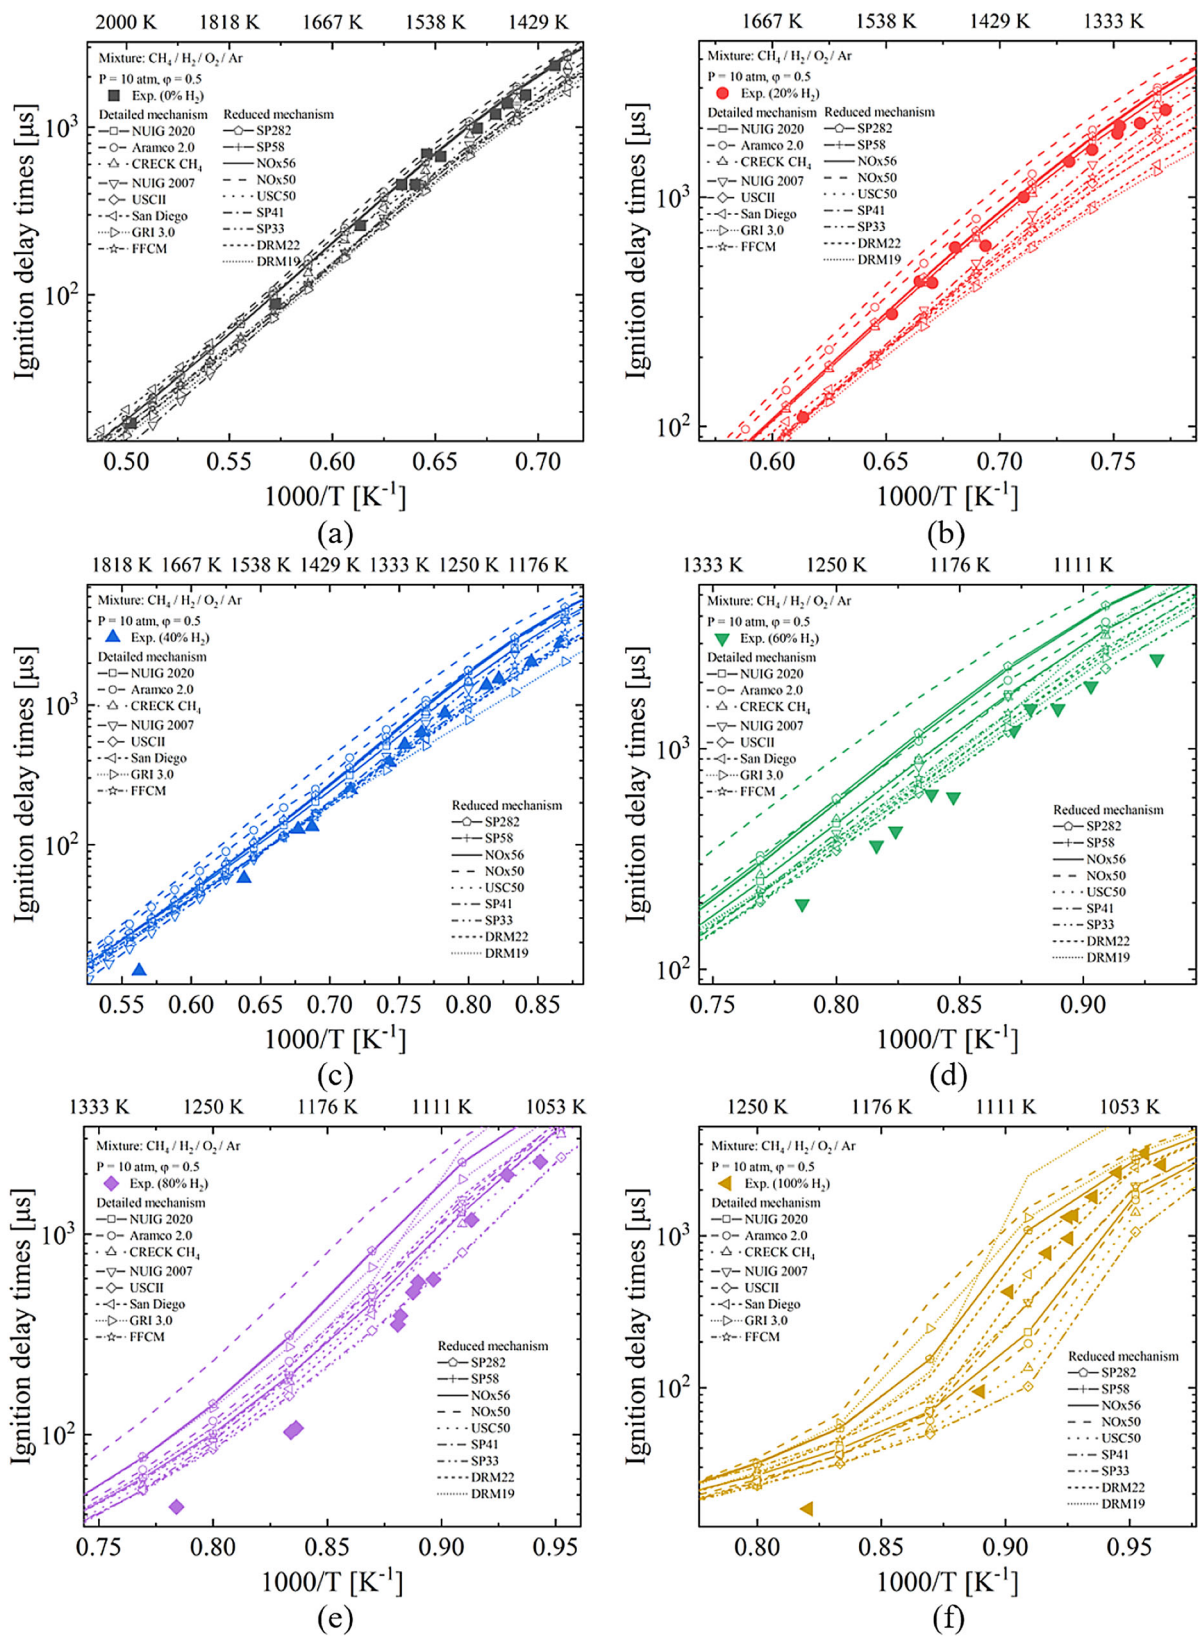 2000 K 1818 K 1667 K 1538 K 1429 K
Mixture: CH₄ / H₂ / O₂ / Ar
P = 10 atm, φ = 0.5
Exp. (0% H₂)
Detailed mechanism
NUIG 2020
Aramco 2.0
CRECK CH₄
NUIG 2007
USCII
San Diego
GRI 3.0
FFCM
Reduced mechanism
SP282
SP58
NOx56
NOx50
USC50
SP41
SP33
DRM22
DRM19
Ignition delay times [μs]
10³
10²
0.50 0.55 0.60 0.65 0.70
1000/T [K⁻¹]
(a)
1667 K 1538 K 1429 K 1333 K
Mixture: CH₄ / H₂ / O₂ / Ar
P = 10 atm, φ = 0.5
Exp. (20% H₂)
Detailed mechanism
NUIG 2020
Aramco 2.0
CRECK CH₄
NUIG 2007
USCII
San Diego
GRI 3.0
FFCM
Reduced mechanism
SP282
SP58
NOx56
NOx50
USC50
SP41
SP33
DRM22
DRM19
Ignition delay times [μs]
10³
10²
0.60 0.65 0.70 0.75
1000/T [K⁻¹]
(b)
1818 K 1667 K 1538 K 1429 K 1333 K 1250 K 1176 K
Mixture: CH₄ / H₂ / O₂ / Ar
P = 10 atm, φ = 0.5
Exp. (40% H₂)
Detailed mechanism
NUIG 2020
Aramco 2.0
CRECK CH₄
NUIG 2007
USCII
San Diego
GRI 3.0
FFCM
Reduced mechanism
SP282
SP58
NOx56
NOx50
USC50
SP41
SP33
DRM22
DRM19
Ignition delay times [μs]
10³
10²
0.55 0.60 0.65 0.70 0.75 0.80 0.85
1000/T [K⁻¹]
(c)
1333 K 1250 K 1176 K 1111 K
Mixture: CH₄ / H₂ / O₂ / Ar
P = 10 atm, φ = 0.5
Exp. (60% H₂)
Detailed mechanism
NUIG 2020
Aramco 2.0
CRECK CH₄
NUIG 2007
USCII
San Diego
GRI 3.0
FFCM
Reduced mechanism
SP282
SP58
NOx56
NOx50
USC50
SP41
SP33
DRM22
DRM19
Ignition delay times [μs]
10³
10²
0.75 0.80 0.85 0.90
1000/T [K⁻¹]
(d)
1333 K 1250 K 1176 K 1111 K 1053 K
Mixture: CH₄ / H₂ / O₂ / Ar
P = 10 atm, φ = 0.5
Exp. (80% H₂)
Detailed mechanism
NUIG 2020
Aramco 2.0
CRECK CH₄
NUIG 2007
USCII
San Diego
GRI 3.0
FFCM
Reduced mechanism
SP282
SP58
NOx56
NOx50
USC50
SP41
SP33
DRM22
DRM19
Ignition delay times [μs]
10³
10²
0.75 0.80 0.85 0.90 0.95
1000/T [K⁻¹]
(e)
1250 K 1176 K 1111 K 1053 K
Mixture: CH₄ / H₂ / O₂ / Ar
P = 10 atm, φ = 0.5
Exp. (100% H₂)
Detailed mechanism
NUIG 2020
Aramco 2.0
CRECK CH₄
NUIG 2007
USCII
San Diego
GRI 3.0
FFCM
Reduced mechanism
SP282
SP58
NOx56
NOx50
USC50
SP41
SP33
DRM22
DRM19
Ignition delay times [μs]
10³
10²
0.80 0.85 0.90 0.95
1000/T [K⁻¹]
(f)